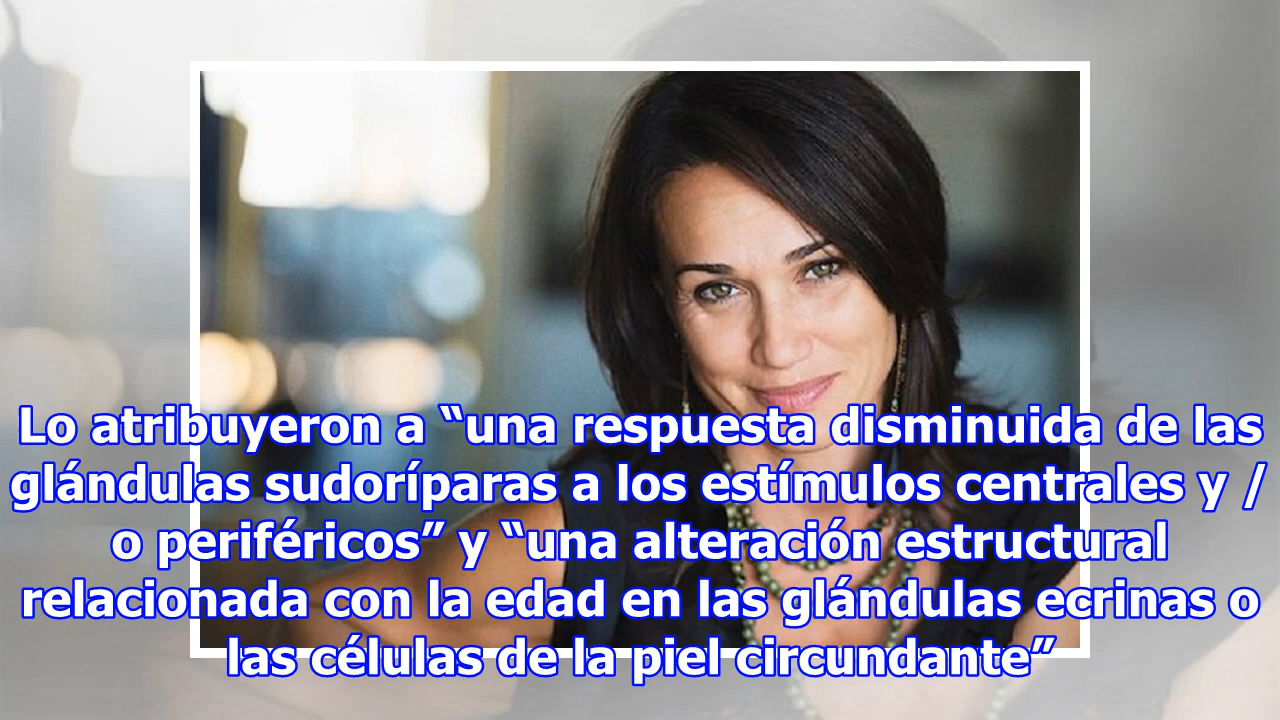 Lo atribuyeron a “una respuesta disminuida de las
glándulas sudoríparas a los estímulos centrales y /
o periféricos” y “una alteración estructural
relacionada con la edad en las glándulas ecrinas o
las células de la piel circundante”